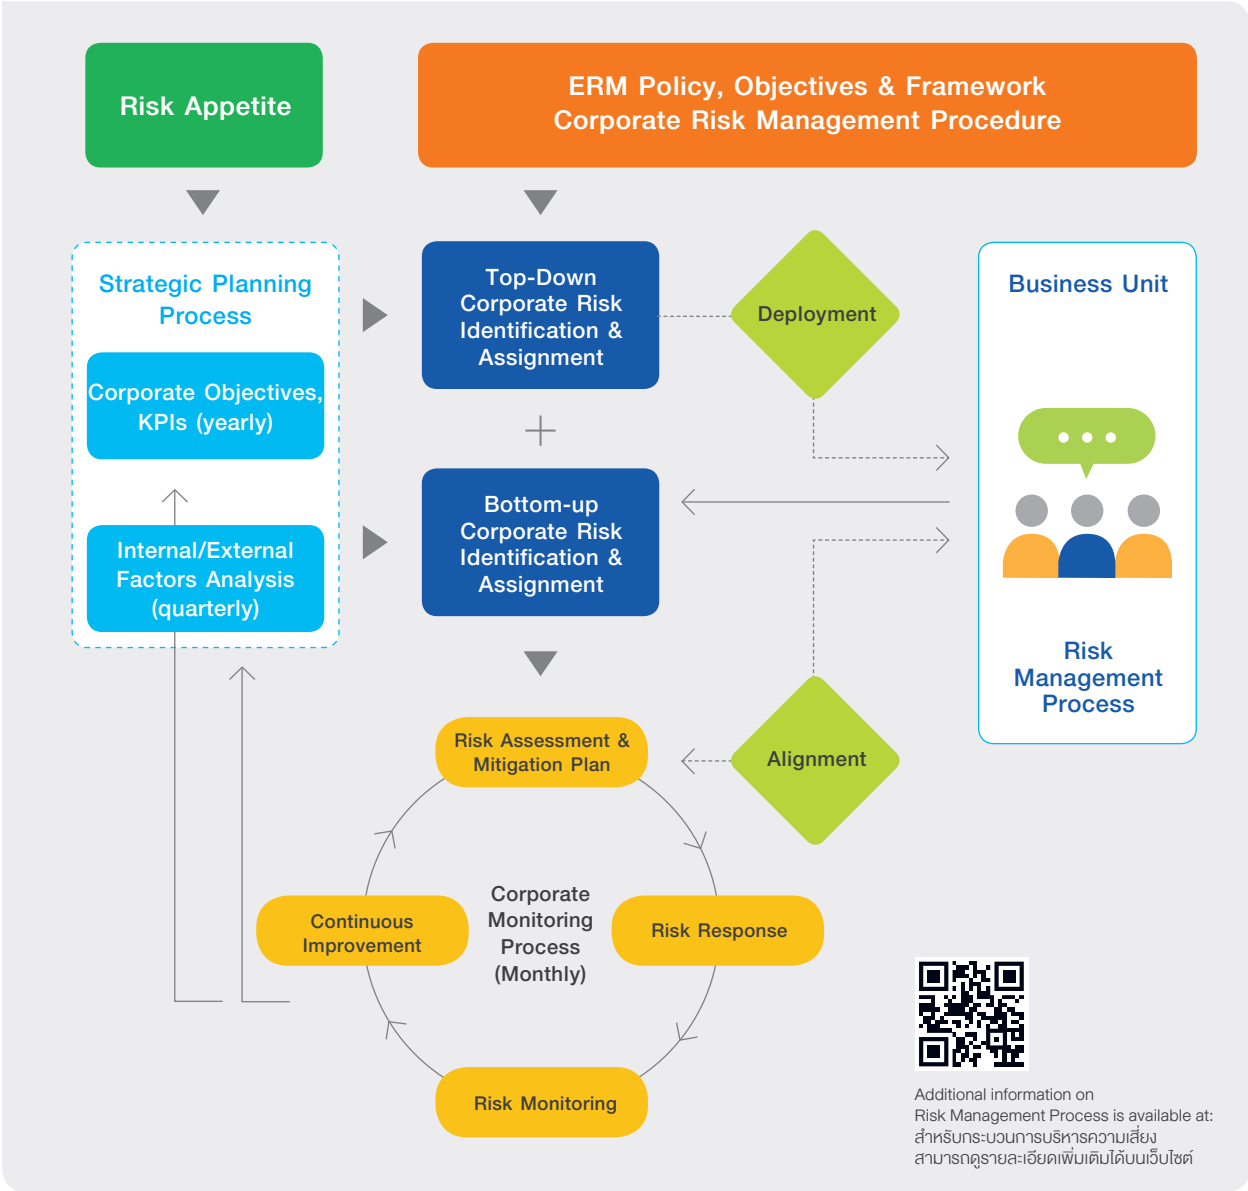 Risk Appetite
ERM Policy, Objectives & Framework
Corporate Risk Management Procedure
Strategic Planning
Process
Corporate Objectives,
KPIs (yearly)
Internal/External
Factors Analysis
(quarterly)
Top-Down
Corporate Risk
Identification &
Assignment
Bottom-up
Corporate Risk
Identification &
Assignment
Deployment
Business Unit
Risk
Management
Process
Alignment
Risk Assessment &
Mitigation Plan
Risk Response
Risk Monitoring
Continuous
Improvement
Corporate
Monitoring
Process
(Monthly)
Additional information on
Risk Management Process is available at:
สำหรับกระบวนการบริหารความเสี่ยง
สามารถดูรายละเอียดเพิ่มเติมได้บนเว็บไซต์